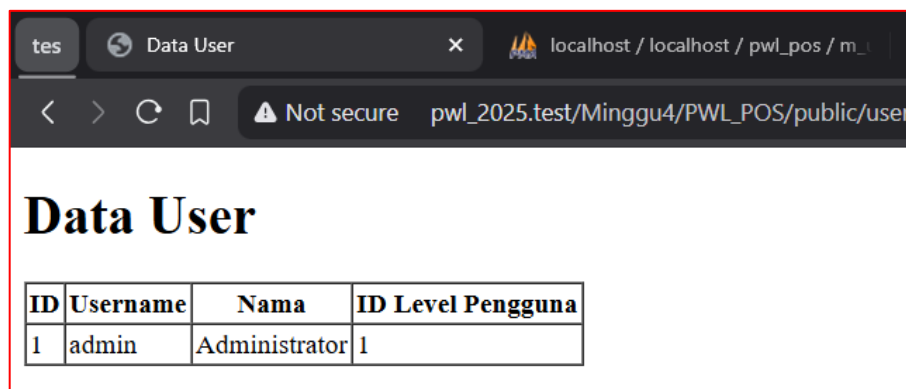 tes Data User localhost / localhost / pwl_pos / m_
Not secure pwl_2025.test/Minggu4/PWL_POS/public/user
Data User
ID Username Nama ID Level Pengguna
1 admin Administrator 1